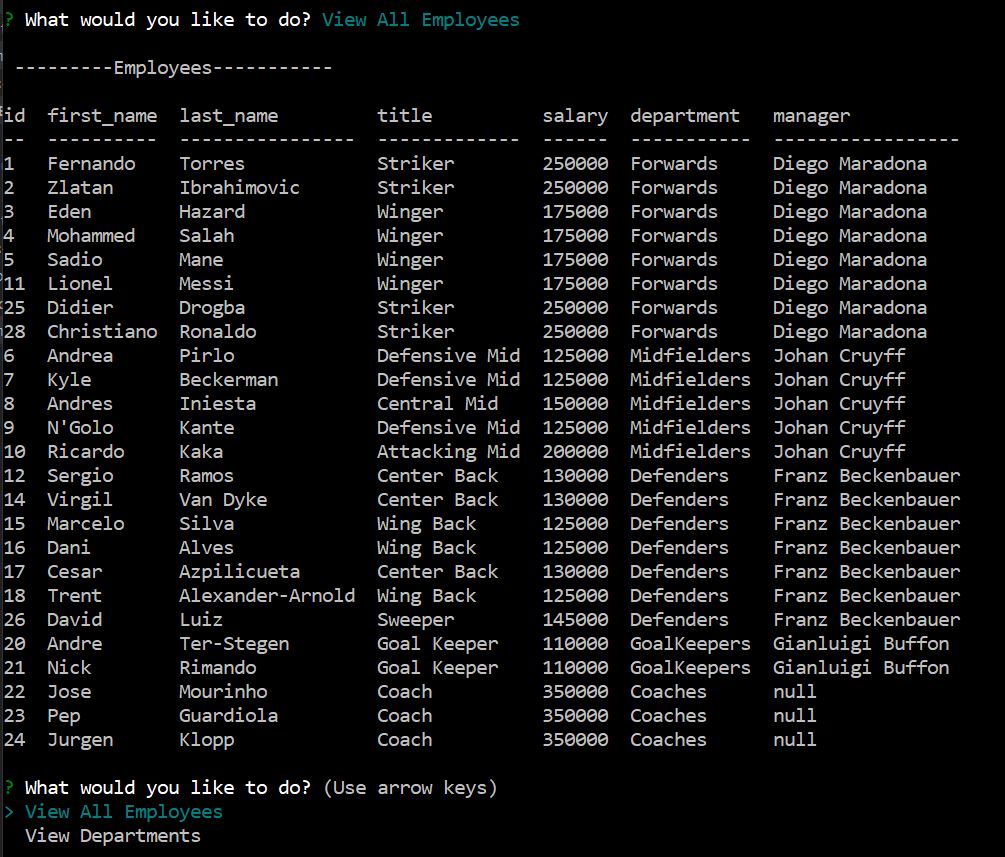 ? What would you like to do? View All Employees
---------Employees-----------
id  first_name  last_name         title          salary  department   manager
--  ----------  ----------------  -------------  ------  -----------  -----------------
1   Fernando    Torres            Striker        250000  Forwards     Diego Maradona
2   Zlatan      Ibrahimovic       Striker        250000  Forwards     Diego Maradona
3   Eden        Hazard            Winger         175000  Forwards     Diego Maradona
4   Mohammed    Salah             Winger         175000  Forwards     Diego Maradona
5   Sadio       Mane              Winger         175000  Forwards     Diego Maradona
11  Lionel      Messi             Winger         175000  Forwards     Diego Maradona
25  Didier      Drogba            Striker        250000  Forwards     Diego Maradona
28  Christiano  Ronaldo           Striker        250000  Forwards     Diego Maradona
6   Andrea      Pirlo             Defensive Mid  125000  Midfielders  Johan Cruyff
7   Kyle        Beckerman         Defensive Mid  125000  Midfielders  Johan Cruyff
8   Andres      Iniesta           Central Mid    150000  Midfielders  Johan Cruyff
9   N'Golo      Kante             Defensive Mid  125000  Midfielders  Johan Cruyff
10  Ricardo     Kaka              Attacking Mid  200000  Midfielders  Johan Cruyff
12  Sergio      Ramos             Center Back    130000  Defenders    Franz Beckenbauer
14  Virgil      Van Dyke          Center Back    130000  Defenders    Franz Beckenbauer
15  Marcelo     Silva             Wing Back      125000  Defenders    Franz Beckenbauer
16  Dani        Alves             Wing Back      125000  Defenders    Franz Beckenbauer
17  Cesar       Azpilicueta       Center Back    130000  Defenders    Franz Beckenbauer
18  Trent       Alexander-Arnold  Wing Back      125000  Defenders    Franz Beckenbauer
26  David       Luiz              Sweeper        145000  Defenders    Franz Beckenbauer
20  Andre       Ter-Stegen        Goal Keeper    110000  GoalKeepers  Gianluigi Buffon
21  Nick        Rimando           Goal Keeper    110000  GoalKeepers  Gianluigi Buffon
22  Jose        Mourinho          Coach          350000  Coaches      null
23  Pep         Guardiola         Coach          350000  Coaches      null
24  Jurgen      Klopp             Coach          350000  Coaches      null
? What would you like to do? (Use arrow keys)
> View All Employees
View Departments